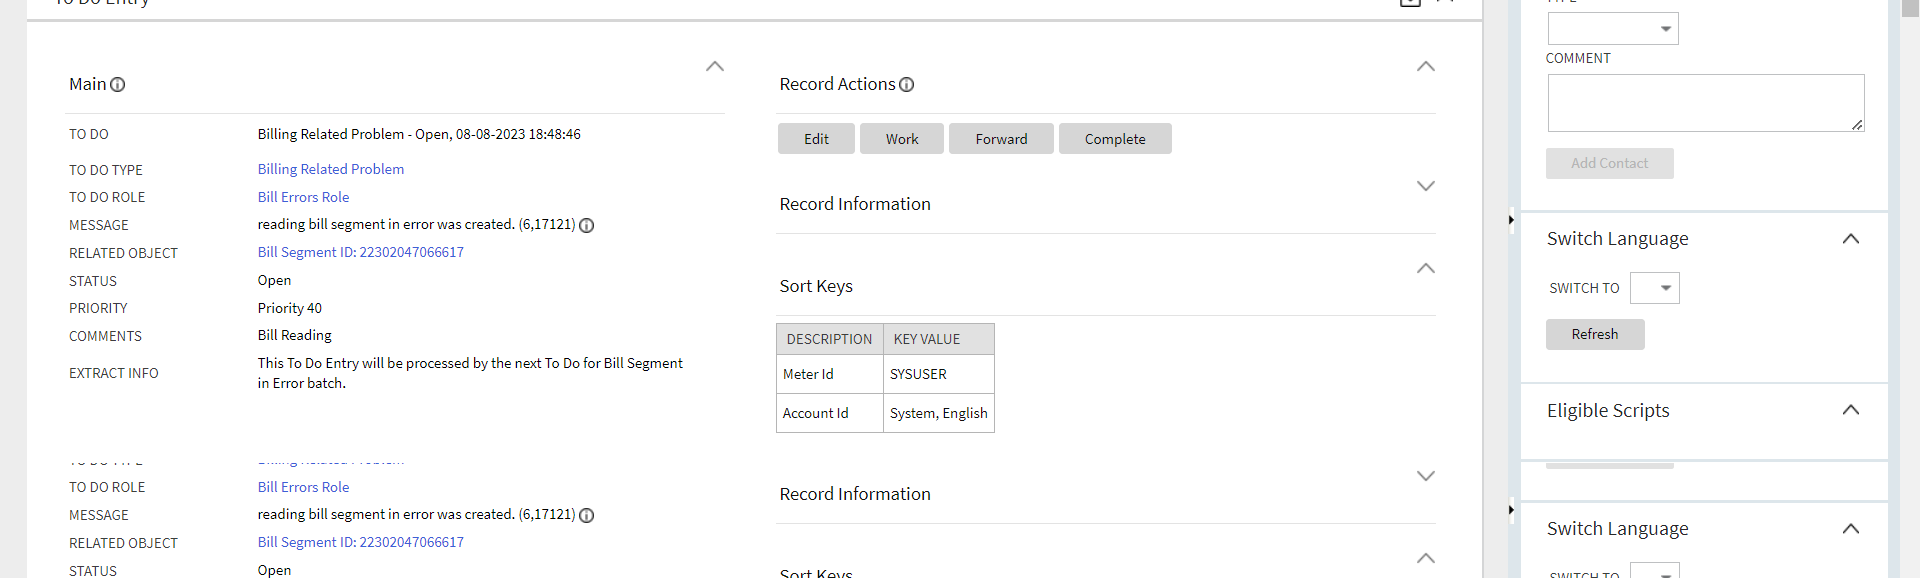 To Do Entry
Main
TO DO Billing Related Problem - Open, 08-08-2023 18:48:46
TO DO TYPE Billing Related Problem
TO DO ROLE Bill Errors Role
MESSAGE reading bill segment in error was created. (6,17121)
RELATED OBJECT Bill Segment ID: 22302047066617
STATUS Open
PRIORITY Priority 40
COMMENTS Bill Reading
EXTRACT INFO This To Do Entry will be processed by the next To Do for Bill Segment
in Error batch.
TO DO ROLE Bill Errors Role
MESSAGE reading bill segment in error was created. (6,17121)
RELATED OBJECT Bill Segment ID: 22302047066617
STATUS Open
Record Actions
Edit Work Forward Complete
Record Information
Sort Keys
DESCRIPTION KEY VALUE
Meter Id SYSUSER
Account Id System, English
Record Information
Sort Keys
COMMENT
Add Contact
Switch Language
SWITCH TO
Refresh
Eligible Scripts
Switch Language
SWITCH TO